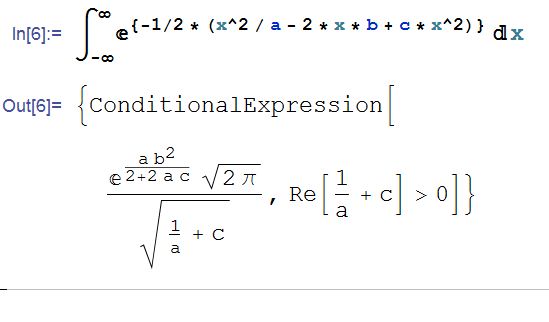 In[6]:= ∫_{-∞}^{∞} ⅇ^{-1/2 * (x^2 / a - 2 * x * b + c * x^2)} ⅆx
Out[6]= {ConditionalExpression[
ⅇ^(a b^2/(2+2 a c)) √(2 π) / √(1/a + c), Re[1/a + c] > 0]}